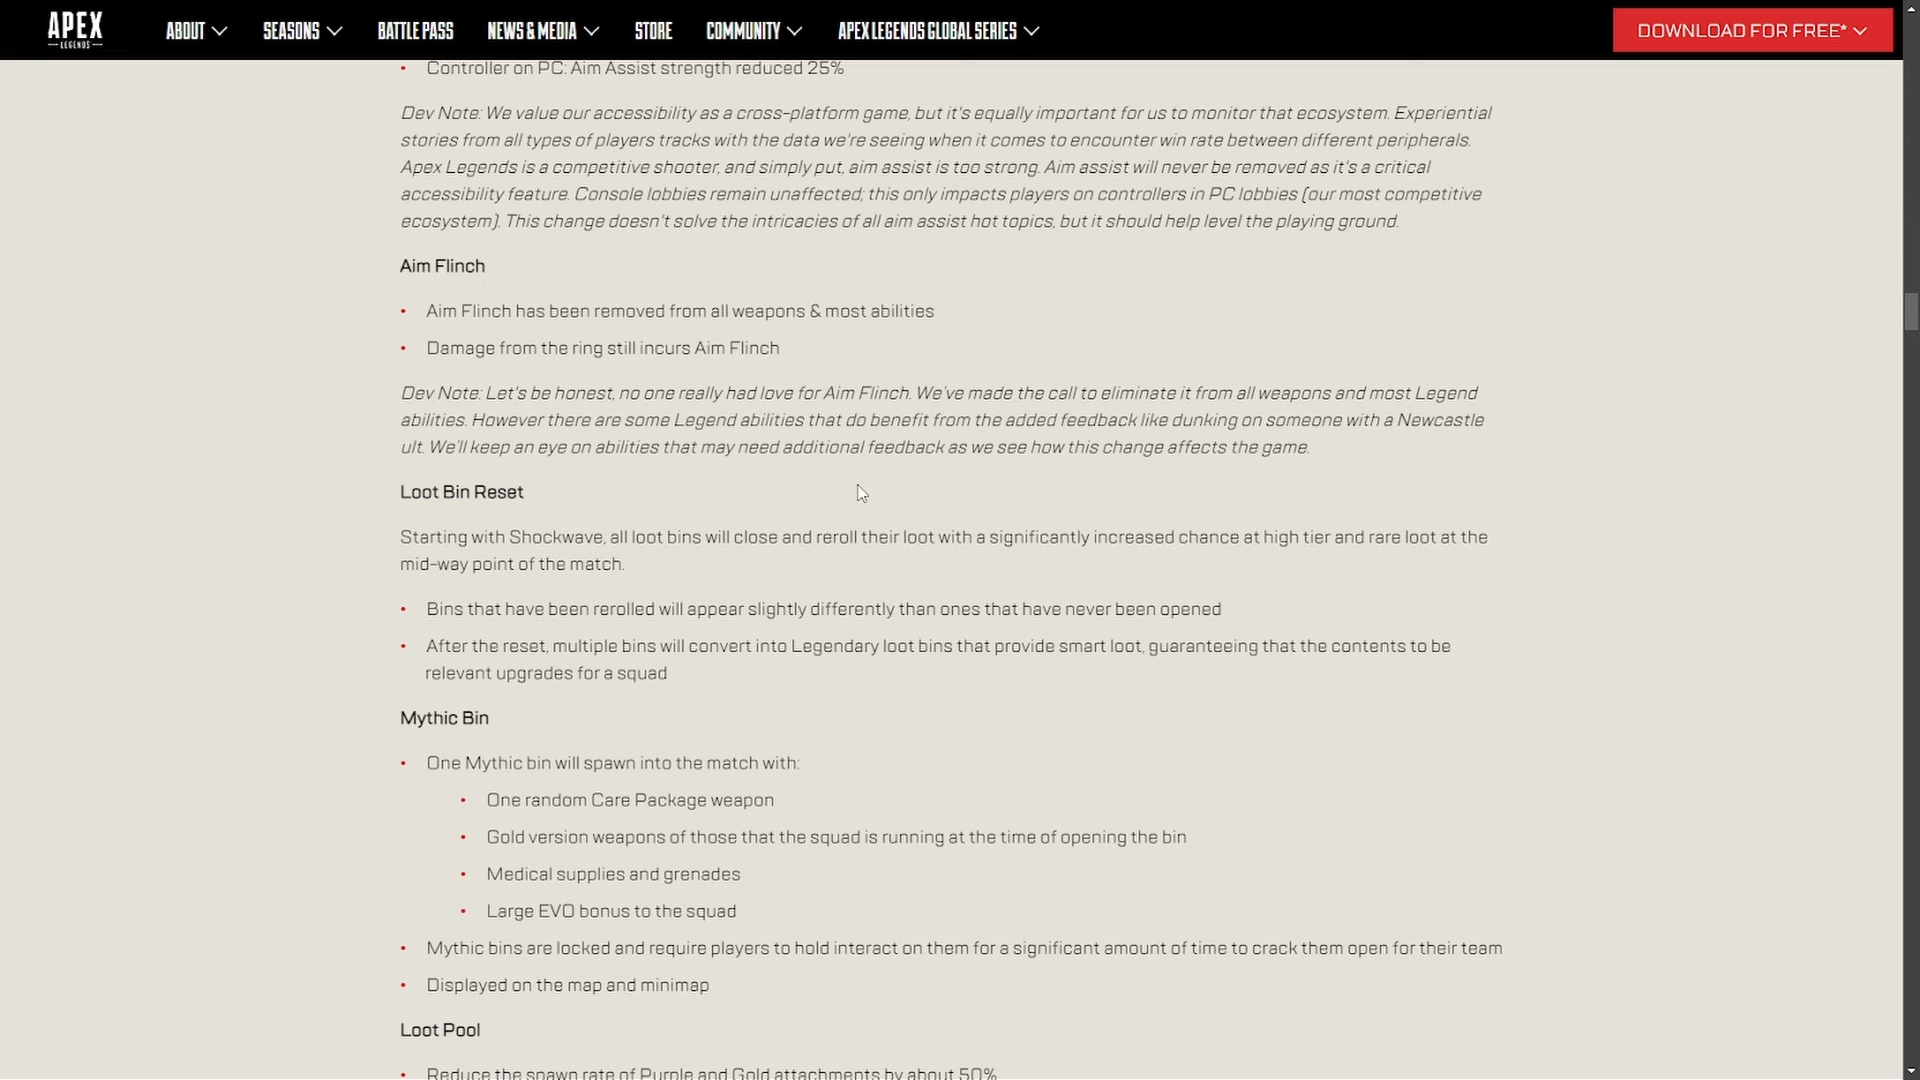 APEX
LEGENDS
ABOUT SEASONS BATTLE PASS NEWS & MEDIA STORE COMMUNITY APEX LEGENDS GLOBAL SERIES DOWNLOAD FOR FREE*
• Controller on PC: Aim Assist strength reduced 25%
Dev Note: We value our accessibility as a cross-platform game, but it's equally important for us to monitor that ecosystem. Experiential
stories from all types of players tracks with the data we're seeing when it comes to encounter win rate between different peripherals.
Apex Legends is a competitive shooter, and simply put, aim assist is too strong. Aim assist will never be removed as it's a critical
accessibility feature. Console lobbies remain unaffected; this only impacts players on controllers in PC lobbies (our most competitive
ecosystem). This change doesn't solve the intricacies of all aim assist hot topics, but it should help level the playing ground.
Aim Flinch
• Aim Flinch has been removed from all weapons & most abilities
• Damage from the ring still incurs Aim Flinch
Dev Note: Let's be honest, no one really had love for Aim Flinch. We've made the call to eliminate it from all weapons and most Legend
abilities. However there are some Legend abilities that do benefit from the added feedback like dunking on someone with a Newcastle
ult. We'll keep an eye on abilities that may need additional feedback as we see how this change affects the game.
Loot Bin Reset
Starting with Shockwave, all loot bins will close and reroll their loot with a significantly increased chance at high tier and rare loot at the
mid-way point of the match.
• Bins that have been rerolled will appear slightly differently than ones that have never been opened
• After the reset, multiple bins will convert into Legendary loot bins that provide smart loot, guaranteeing that the contents to be
relevant upgrades for a squad
Mythic Bin
• One Mythic bin will spawn into the match with:
• One random Care Package weapon
• Gold version weapons of those that the squad is running at the time of opening the bin
• Medical supplies and grenades
• Large EVO bonus to the squad
• Mythic bins are locked and require players to hold interact on them for a significant amount of time to crack them open for their team
• Displayed on the map and minimap
Loot Pool
• Reduce the spawn rate of Purple and Gold attachments by about 50%